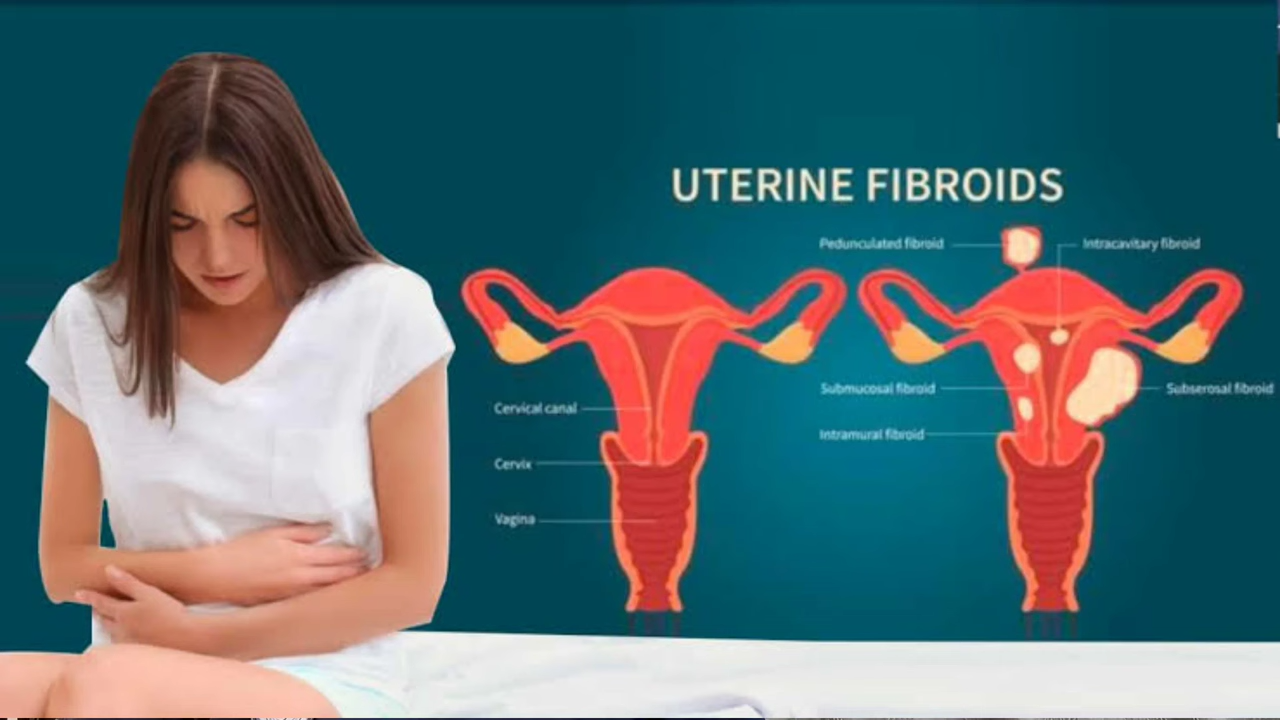 UTERINE FIBROIDS
Pedunculated fibroid
Intracavitary fibroid
Submucosal fibroid
Subserosal fibroid
Cervical canal
Intramural fibroid
Cervix
Vagina